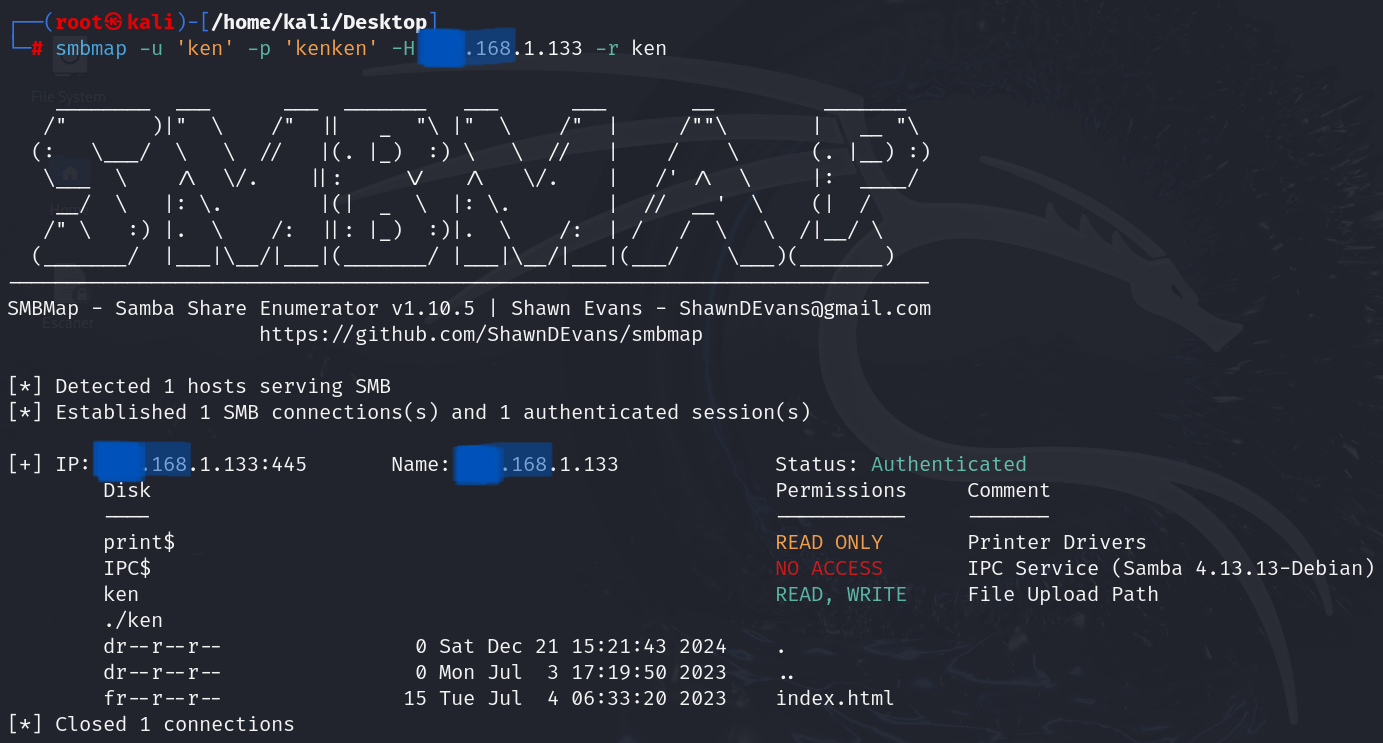 ┌──(root㉿kali)-[/home/kali/Desktop]
└─# smbmap -u 'ken' -p 'kenken' -H .168.1.133 -r ken
SMBMAP
SMBMap - Samba Share Enumerator v1.10.5 | Shawn Evans - ShawnDEvans@gmail.com
https://github.com/ShawnDEvans/smbmap
[*] Detected 1 hosts serving SMB
[*] Established 1 SMB connections(s) and 1 authenticated session(s)
[+] IP: .168.1.133:445 Name: .168.1.133 Status: Authenticated
Disk Permissions Comment
---- ----------- -------
print$ READ ONLY Printer Drivers
IPC$ NO ACCESS IPC Service (Samba 4.13.13-Debian)
ken READ, WRITE File Upload Path
./ken
dr--r--r-- 0 Sat Dec 21 15:21:43 2024 .
dr--r--r-- 0 Mon Jul 3 17:19:50 2023 ..
fr--r--r-- 15 Tue Jul 4 06:33:20 2023 index.html
[*] Closed 1 connections
File System
Home
Escaner